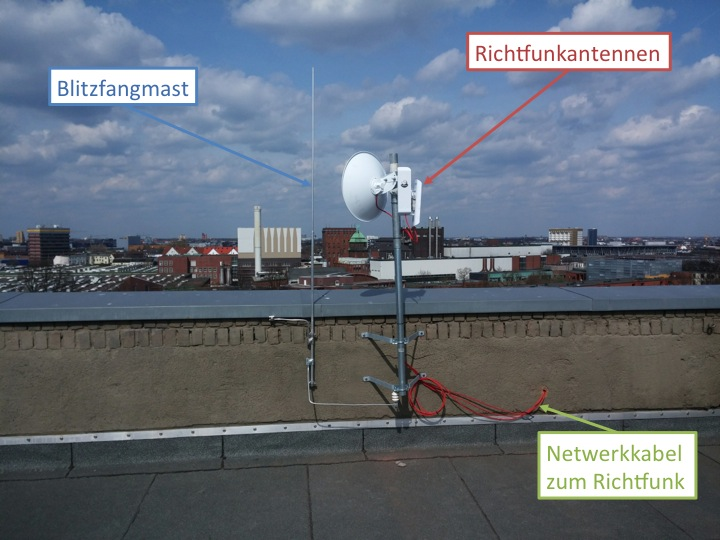 Richtfunkantennen
Blitzfangmast
Netwerkkabel
zum Richtfunk